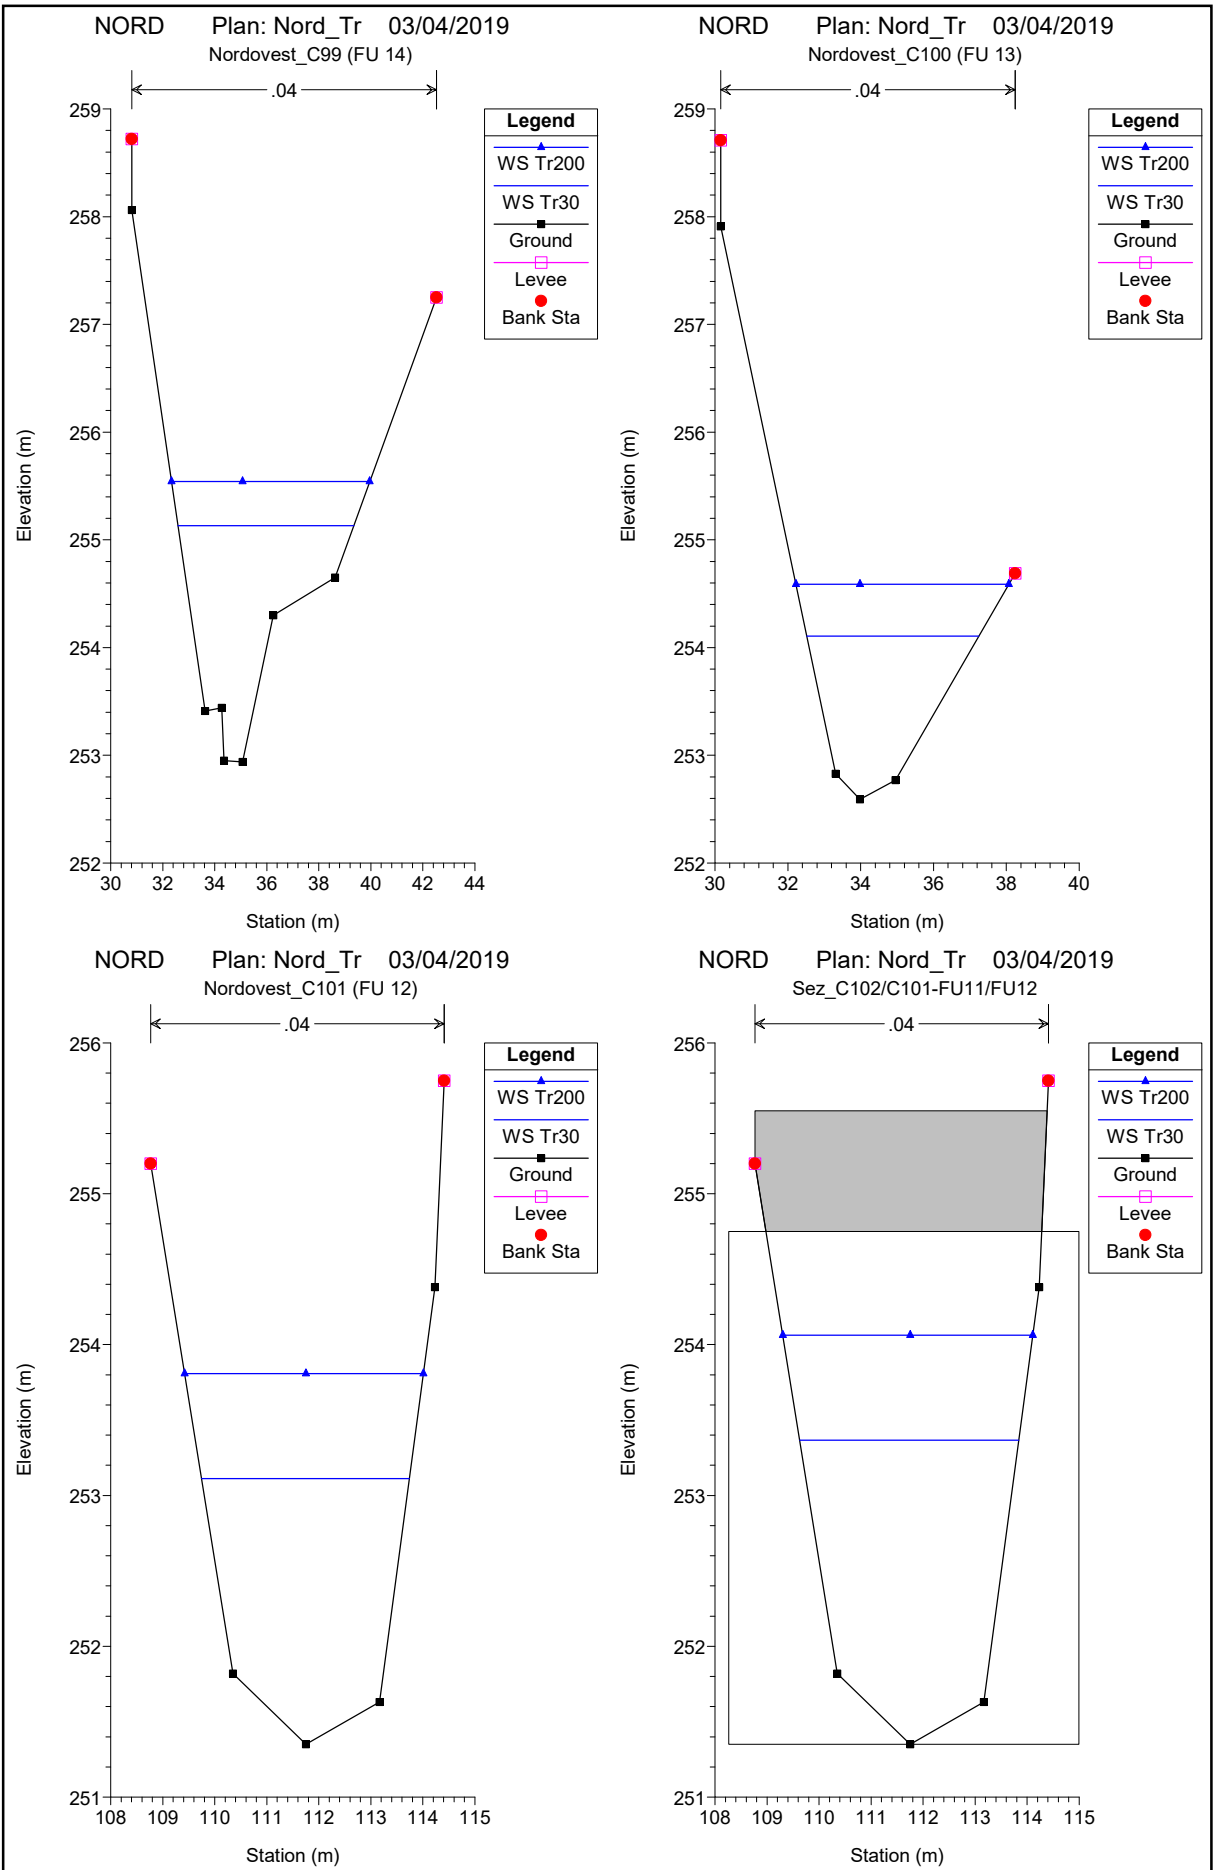 NORD Plan: Nord_Tr 03/04/2019
Nordovest_C99 (FU 14)
.04
259
258
257
256
255
254
253
252
30 32 34 36 38 40 42 44
Station (m)
Elevation (m)
Legend
WS Tr200
WS Tr30
Ground
Levee
Bank Sta
NORD Plan: Nord_Tr 03/04/2019
Nordovest_C100 (FU 13)
.04
259
258
257
256
255
254
253
252
30 32 34 36 38 40
Station (m)
Elevation (m)
Legend
WS Tr200
WS Tr30
Ground
Levee
Bank Sta
NORD Plan: Nord_Tr 03/04/2019
Nordovest_C101 (FU 12)
.04
256
255
254
253
252
251
108 109 110 111 112 113 114 115
Station (m)
Elevation (m)
Legend
WS Tr200
WS Tr30
Ground
Levee
Bank Sta
NORD Plan: Nord_Tr 03/04/2019
Sez_C102/C101-FU11/FU12
.04
256
255
254
253
252
251
108 109 110 111 112 113 114 115
Station (m)
Elevation (m)
Legend
WS Tr200
WS Tr30
Ground
Levee
Bank Sta